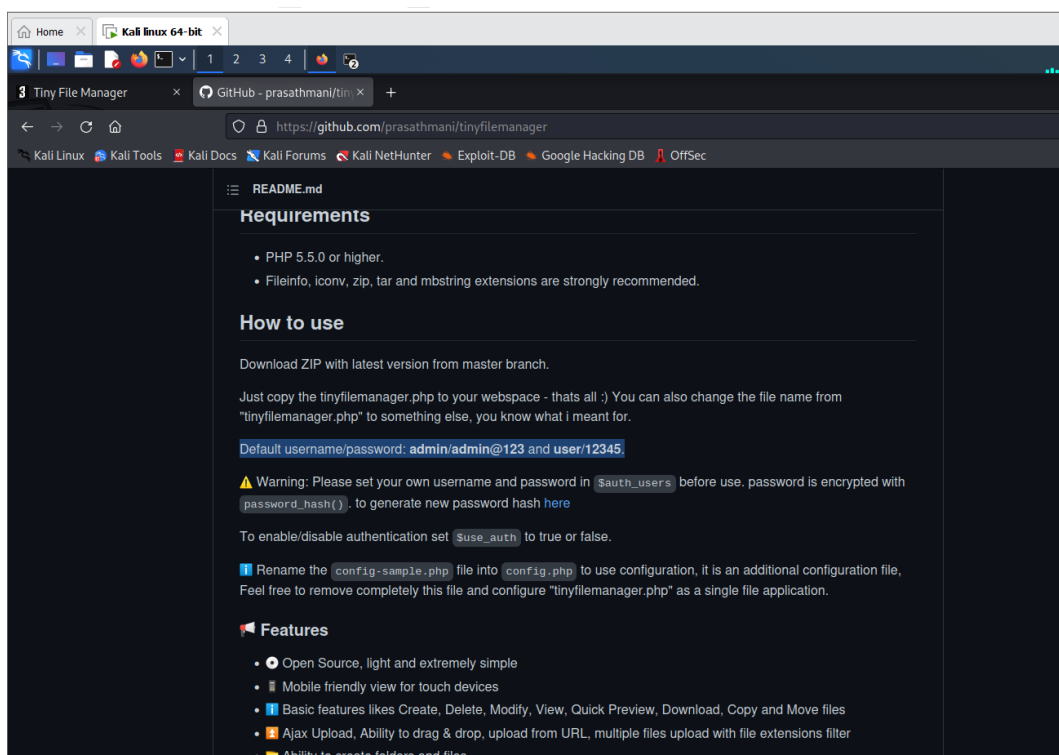 Home
Kali linux 64-bit
1 2 3 4
Tiny File Manager
GitHub - prasathmani/tiny
https://github.com/prasathmani/tinyfilemanager
Kali Linux Kali Tools Kali Docs Kali Forums Kali NetHunter Exploit-DB Google Hacking DB OffSec
README.md
Requirements
PHP 5.5.0 or higher.
Fileinfo, iconv, zip, tar and mbstring extensions are strongly recommended.
How to use
Download ZIP with latest version from master branch.
Just copy the tinyfilemanager.php to your webspace - thats all :) You can also change the file name from
"tinyfilemanager.php" to something else, you know what i meant for.
Default username/password: admin/admin@123 and user/12345.
Warning: Please set your own username and password in $auth_users before use. password is encrypted with
password_hash() . to generate new password hash here
To enable/disable authentication set $use_auth to true or false.
Rename the config-sample.php file into config.php to use configuration, it is an additional configuration file,
Feel free to remove completely this file and configure "tinyfilemanager.php" as a single file application.
Features
Open Source, light and extremely simple
Mobile friendly view for touch devices
Basic features likes Create, Delete, Modify, View, Quick Preview, Download, Copy and Move files
Ajax Upload, Ability to drag & drop, upload from URL, multiple files upload with file extensions filter
Ability to create folders and files